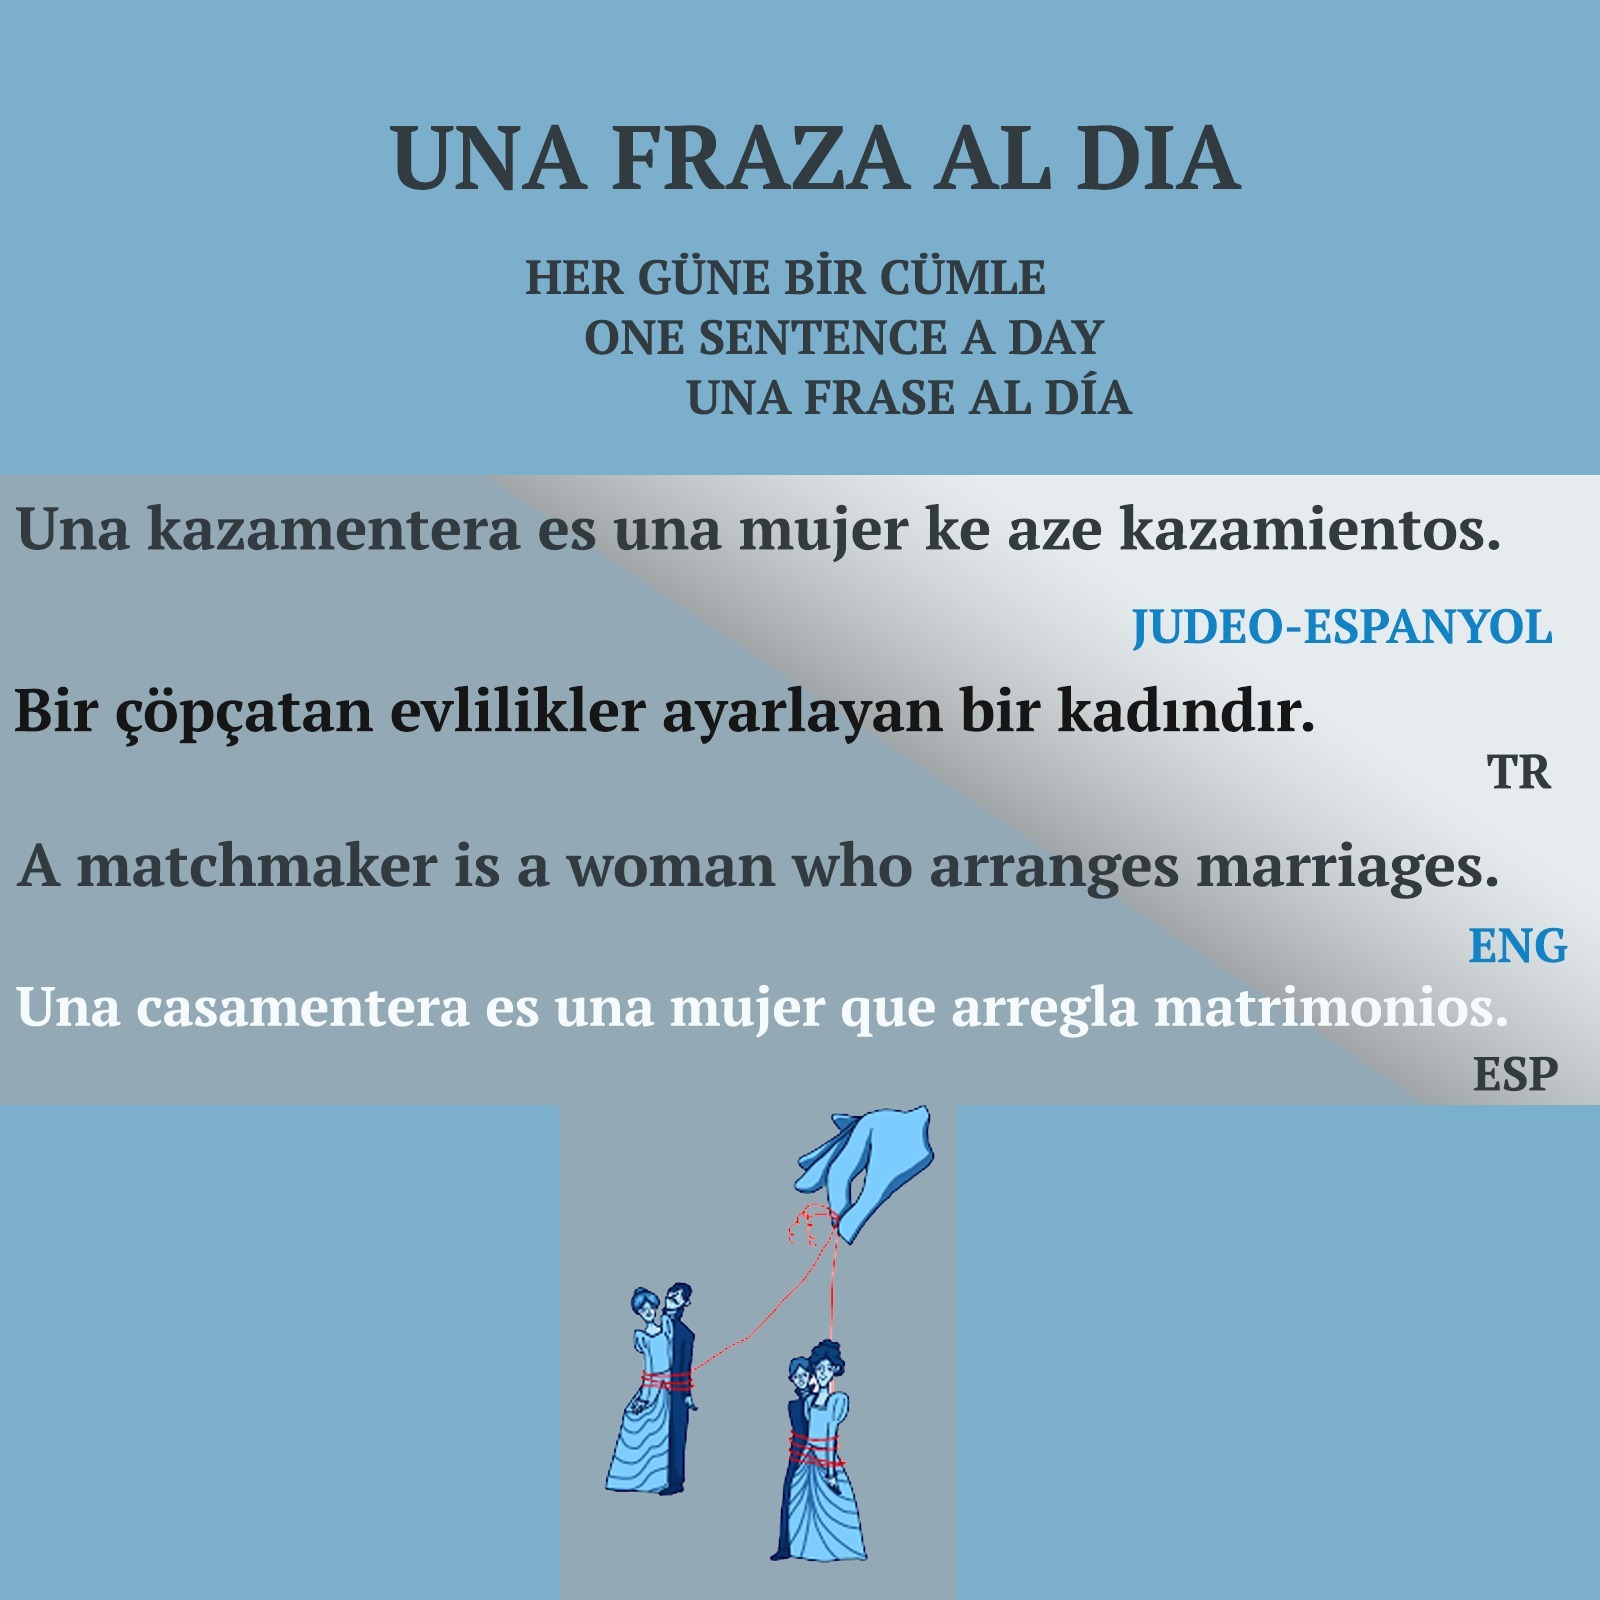 UNA FRAZA AL DIA
HER GÜNE BİR CÜMLE
ONE SENTENCE A DAY
UNA FRASE AL DÍA
Una kazamentera es una mujer ke aze kazamientos.
JUDEO-ESPANYOL
Bir çöpçatan evlilikler ayarlayan bir kadındır.
TR
A matchmaker is a woman who arranges marriages.
ENG
Una casamentera es una mujer que arregla matrimonios.
ESP